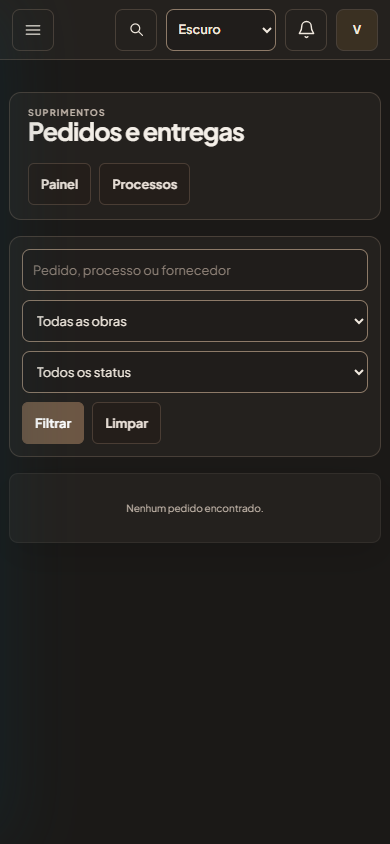 Escuro
V
SUPRIMENTOS
Pedidos e entregas
Painel
Processos
Pedido, processo ou fornecedor
Todas as obras
Todos os status
Filtrar
Limpar
Nenhum pedido encontrado.